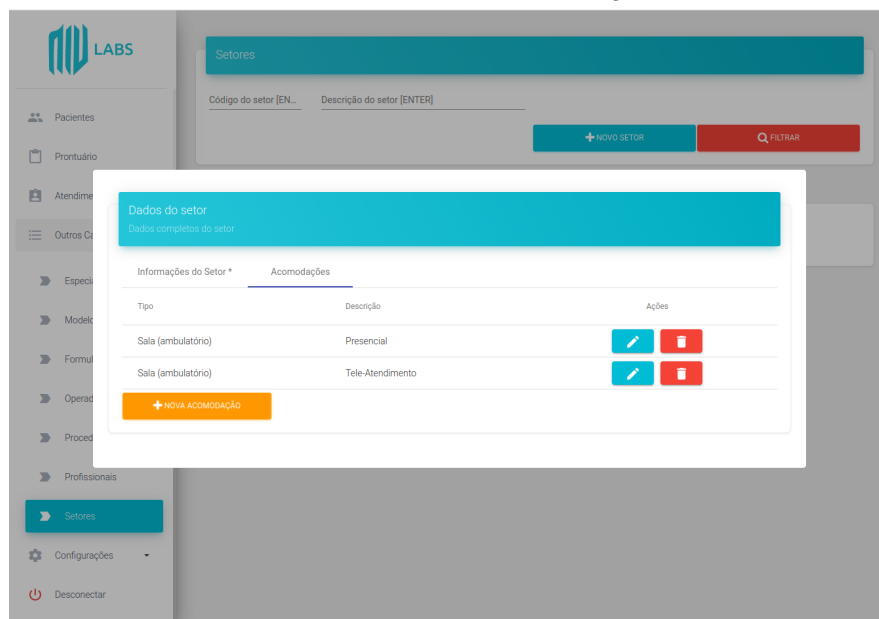 LABS
Pacientes
Prontuário
Atendime
Outros Ca
Especia
Modelo
Formul
Operad
Proced
Profissionais
Setores
Configurações
Desconectar
Setores
Código do setor [EN... Descrição do setor [ENTER]
NOVO SETOR FILTRAR
Dados do setor
Dados completos do setor
Informações do Setor * Acomodações
Tipo Descrição Ações
Sala (ambulatório) Presencial
Sala (ambulatório) Tele-Atendimento
NOVA ACOMODAÇÃO